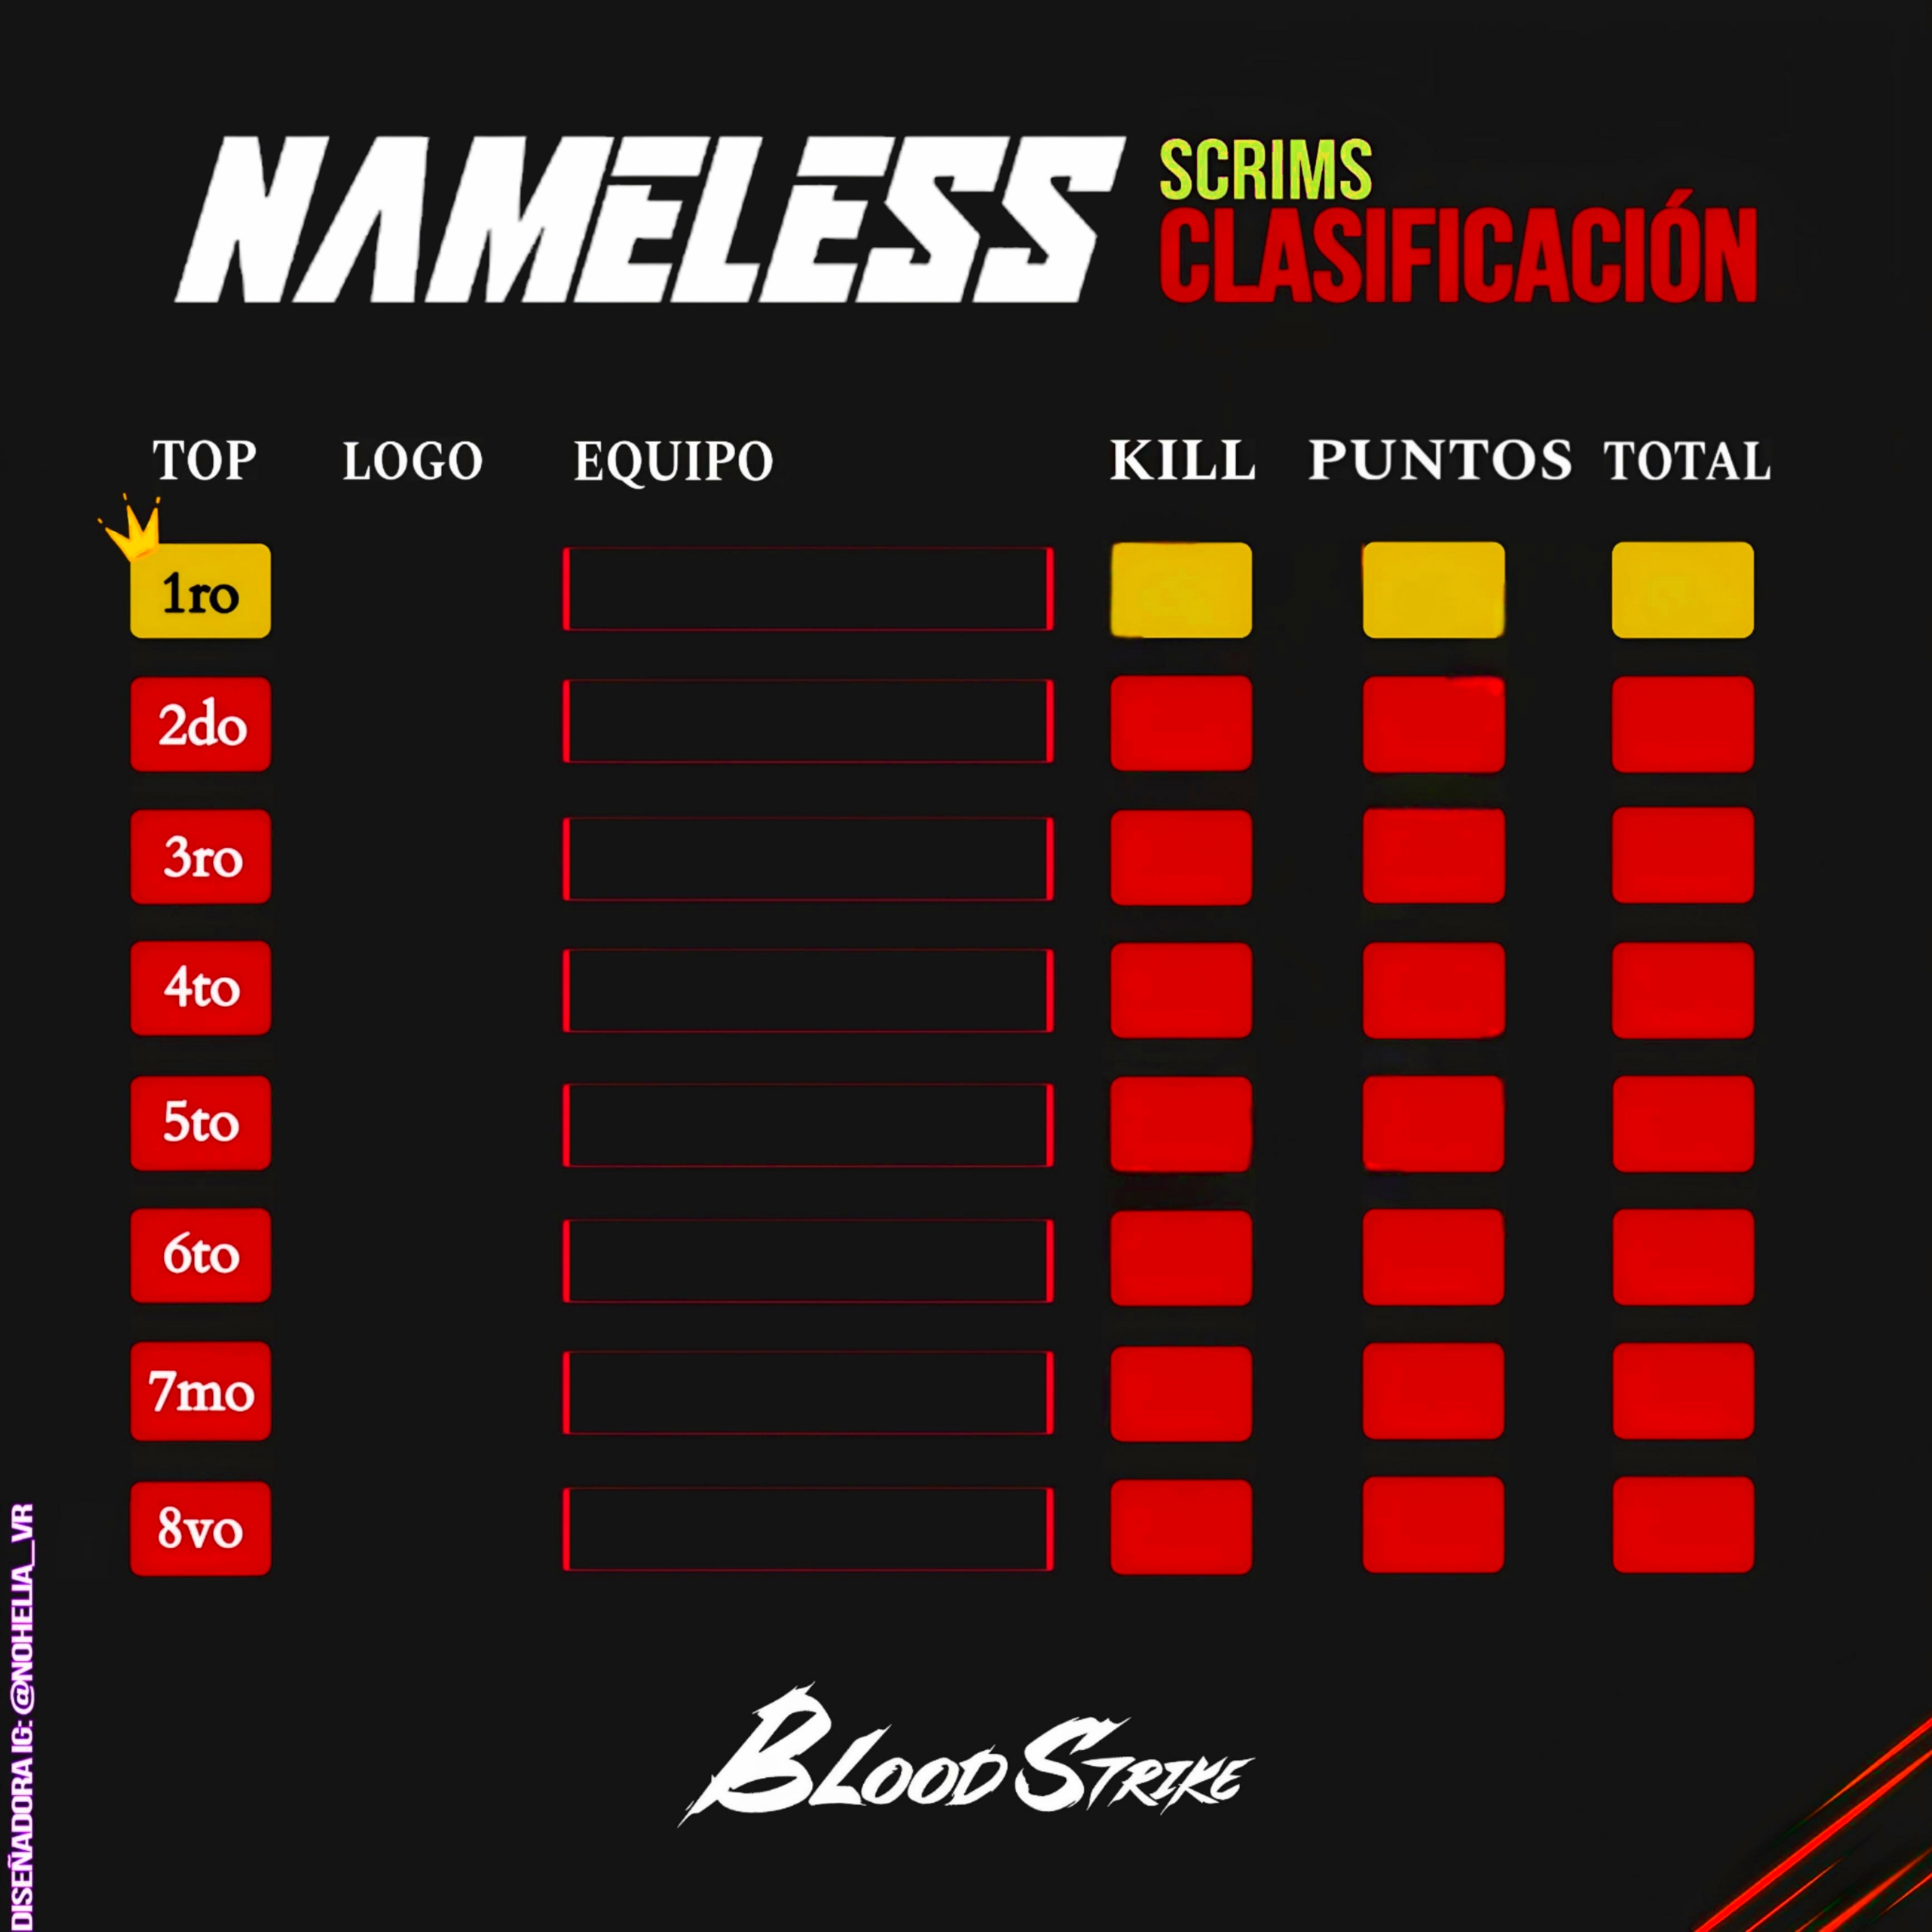 NAMELESS
SCRIMS
CLASIFICACIÓN
TOP LOGO EQUIPO KILL PUNTOS TOTAL
1ro
2do
3ro
4to
5to
6to
7mo
8vo
BLOOD STRIKE
DISEÑADORA IG: @NOHELIA_VR